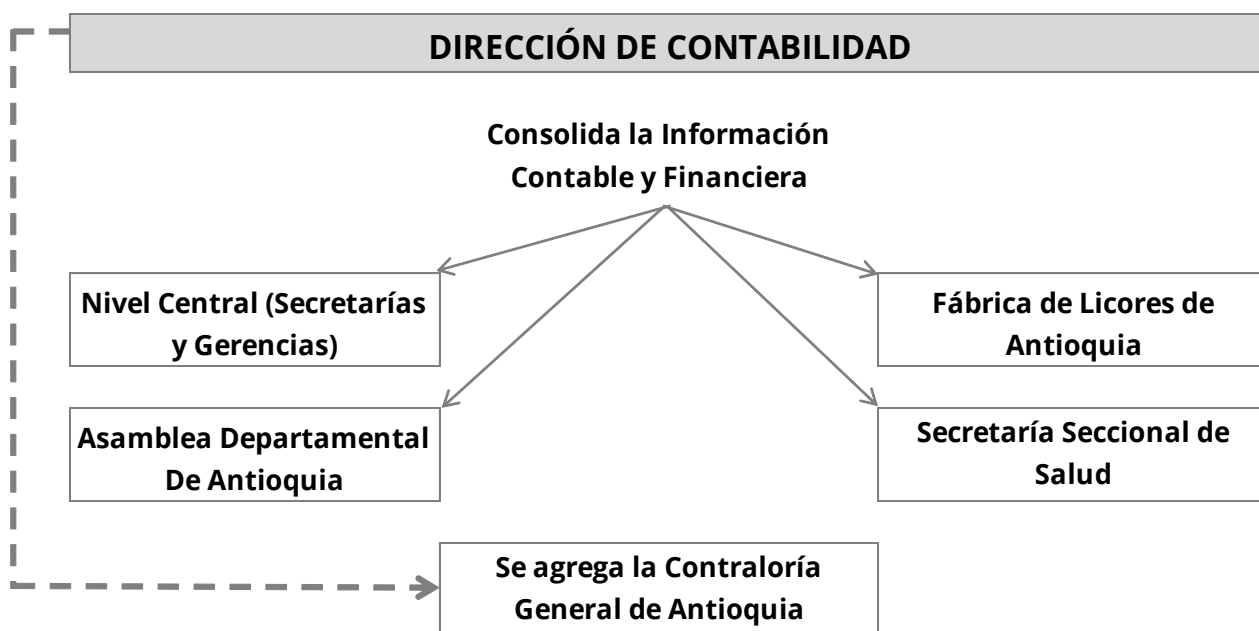 DIRECCIÓN DE CONTABILIDAD
Consolida la Información
Contable y Financiera
Nivel Central (Secretarías
y Gerencias)
Fábrica de Licores de
Antioquia
Asamblea Departamental
De Antioquia
Secretaría Seccional de
Salud
Se agrega la Contraloría
General de Antioquia